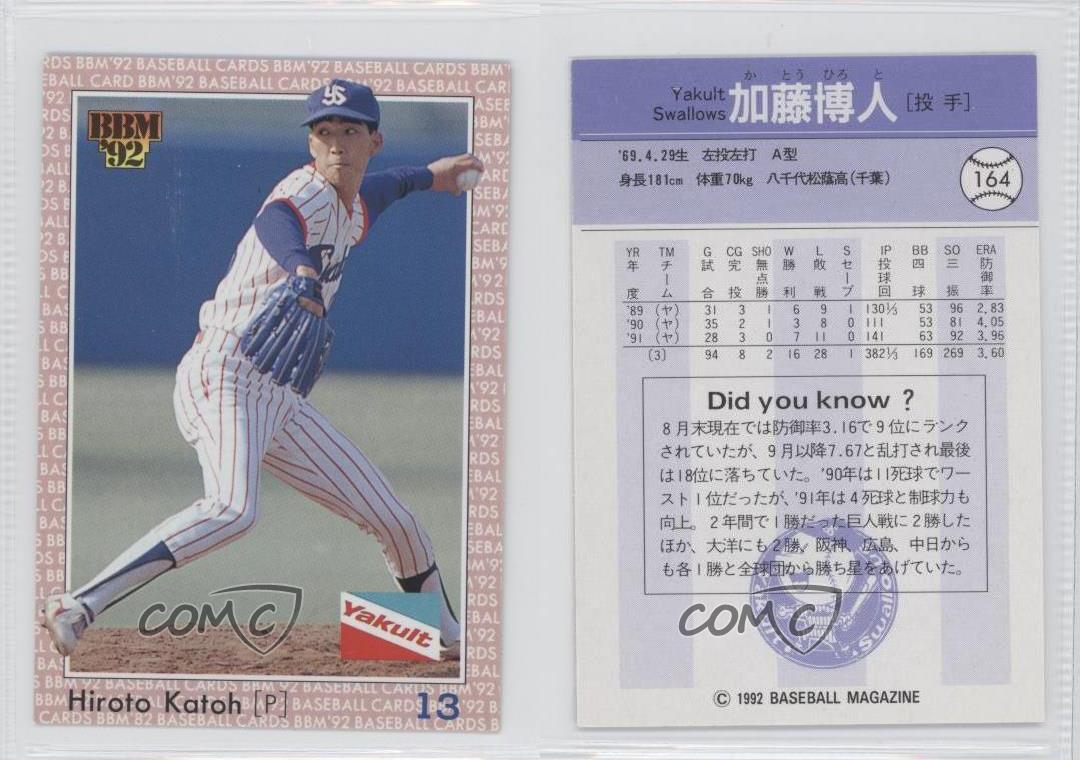 BBM'92 BASEBALL CARDS BBM'92 BASEBALL CARDS
YS
BBM
'92
Yakult
Hiroto Katoh [P]
13
COMC
か とう ひろ と
Yakult
Swallows
加藤博人
[投 手]
'69.4.29生 左投左打 A型
身長181cm 体重70kg 八千代松蔭高(千葉)
164
YR TM G CG SHO W L S IP BB SO ERA
年度 チーム 試合 完投 無点勝 勝利 敗戦 セーブ 投球回 四球 三振 防御率
'89 (ヤ) 31 3 1 6 9 1 130⅓ 53 96 2.83
'90 (ヤ) 35 2 1 3 8 0 111 53 81 4.05
'91 (ヤ) 28 3 0 7 11 0 141 63 92 3.96
(3) 94 8 2 16 28 1 382⅓ 169 269 3.60
Did you know ?
8月末現在では防御率3.16で9位にランク
されていたが、9月以降7.67と乱打され最後
は18位に落ちていた。'90年は11死球でワー
スト1位だったが、'91年は4死球と制球力も
向上。2年間で1勝だった巨人戦に2勝した
ほか、大洋にも2勝、阪神、広島、中日から
も各1勝と全球団から勝ち星をあげていた。
COMC
© 1992 BASEBALL MAGAZINE